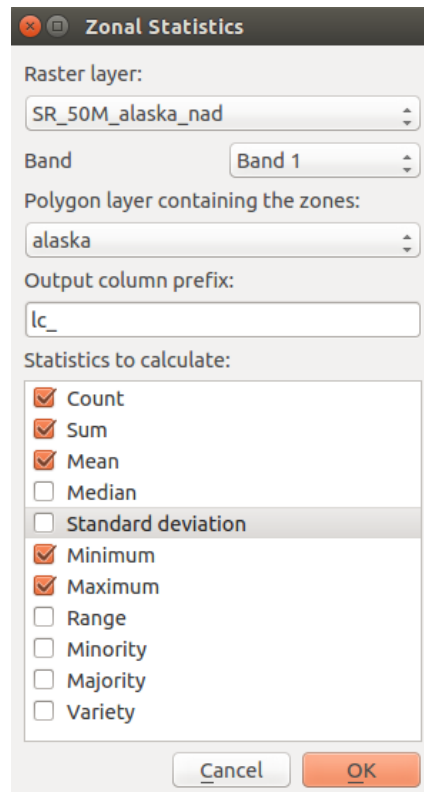 Zonal Statistics
Raster layer:
SR_50M_alaska_nad
Band Band 1
Polygon layer containing the zones:
alaska
Output column prefix:
lc_
Statistics to calculate:
Count
Sum
Mean
Median
Standard deviation
Minimum
Maximum
Range
Minority
Majority
Variety
Cancel OK